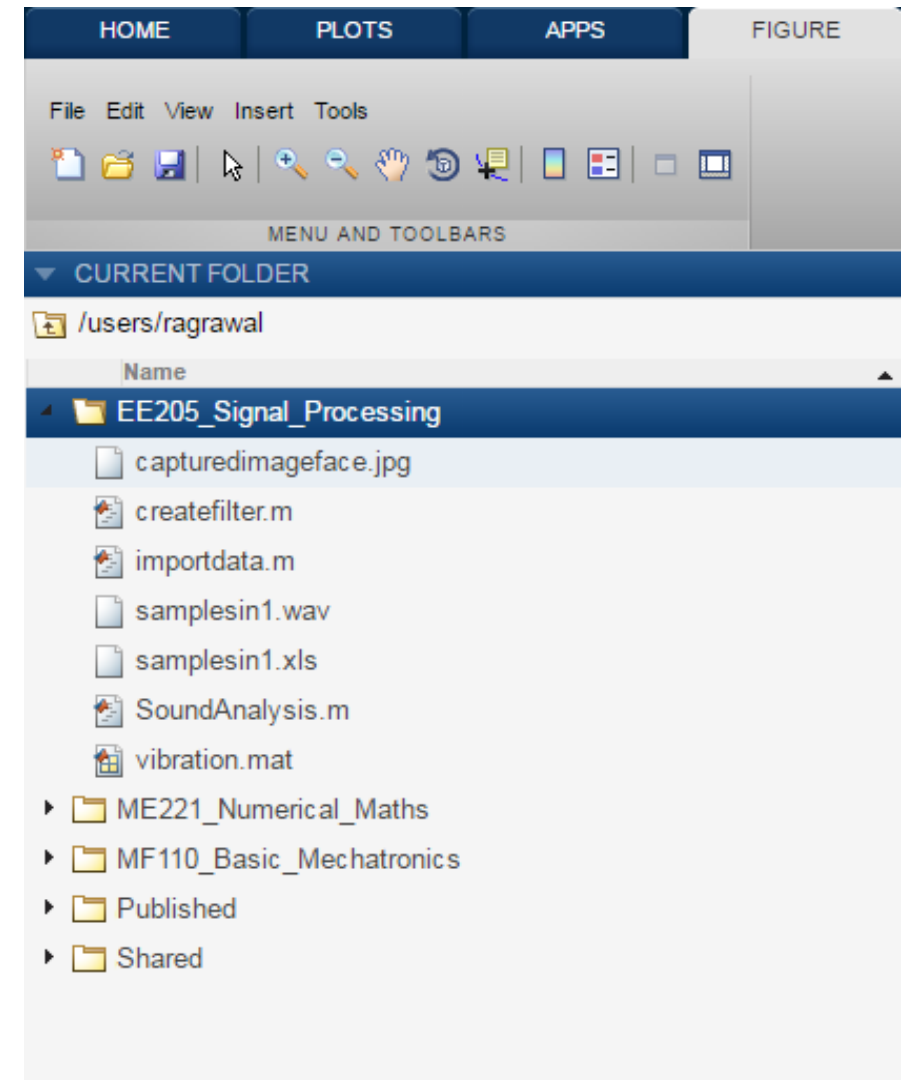 HOME PLOTS APPS FIGURE
File Edit View Insert Tools
MENU AND TOOLBARS
CURRENT FOLDER
/users/ragrawal
Name
EE205_Signal_Processing
capturedimageface.jpg
createfilter.m
importdata.m
samplesin1.wav
samplesin1.xls
SoundAnalysis.m
vibration.mat
ME221_Numerical_Maths
MF110_Basic_Mechatronics
Published
Shared